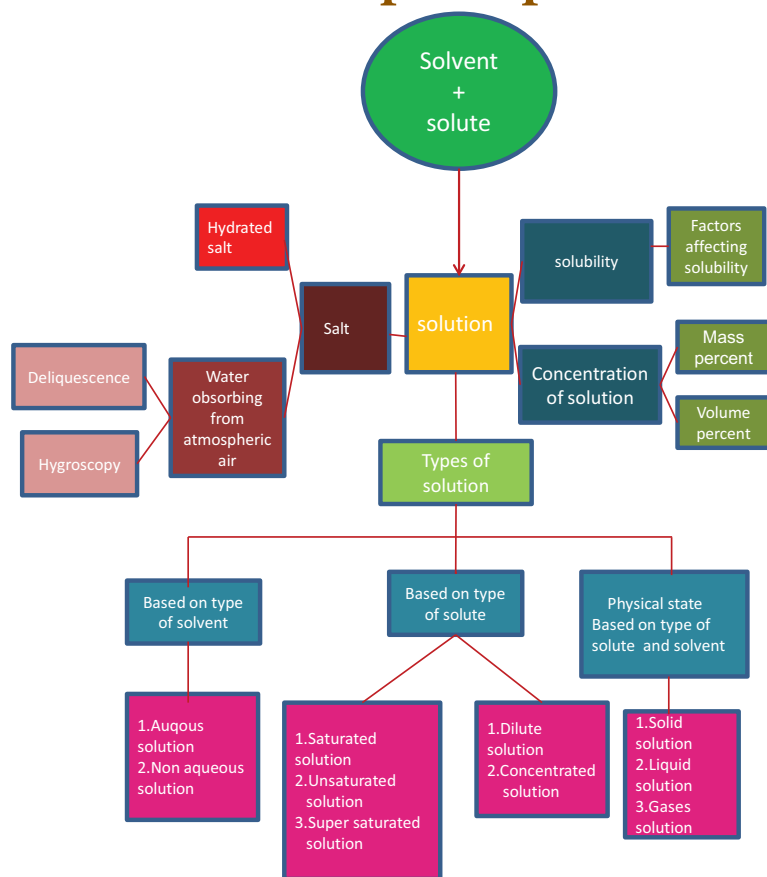 Solvent
+
solute
Hydrated
salt
Salt
solution
solubility
Factors
affecting
solubility
Deliquescence
Hygroscopy
Water
obsorbing
from
atmospheric
air
Concentration
of solution
Mass
percent
Volume
percent
Types of
solution
Based on type
of solvent
Based on type
of solute
Physical state
Based on type of
solute and solvent
1.Auqous
solution
2.Non aqueous
solution
1.Saturated
solution
2.Unsaturated
solution
3.Super saturated
solution
1.Dilute
solution
2.Concentrated
solution
1.Solid
solution
2.Liquid
solution
3.Gases
solution